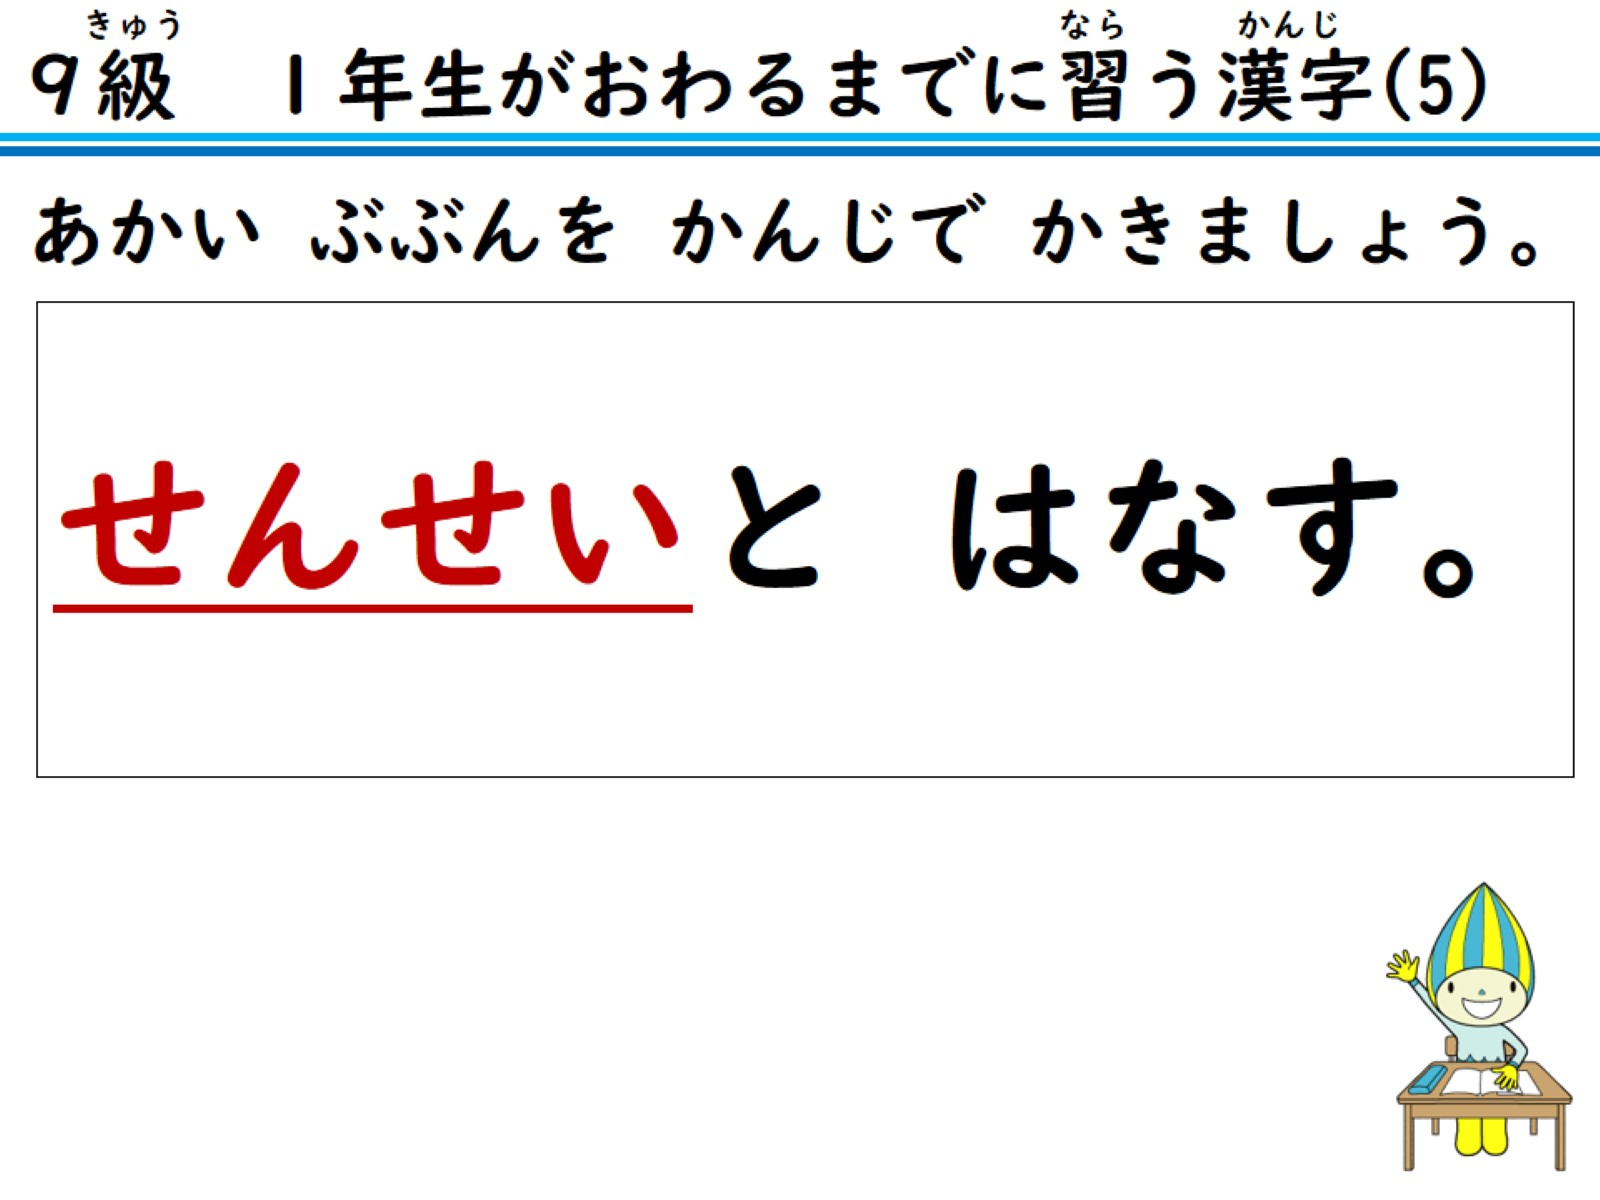 きゅう なら かんじ
9級 1年生がおわるまでに習う漢字(5)
あかい ぶぶんを かんじで かきましょう。
せんせいと はなす。